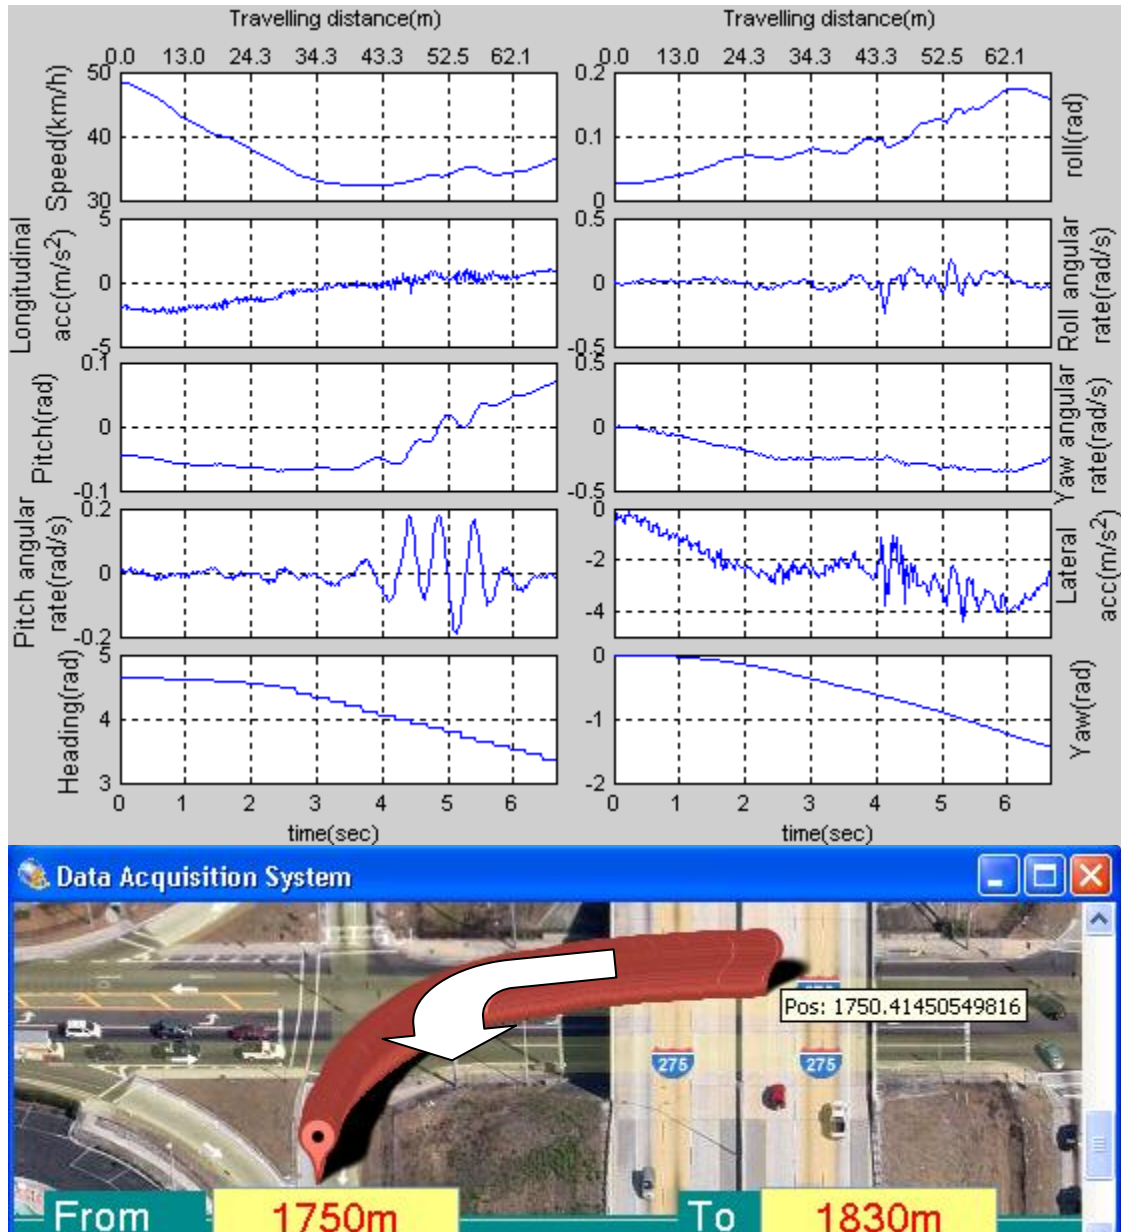 Travelling distance(m) Travelling distance(m)
0.0 13.0 24.3 34.3 43.3 52.5 62.1 0.0 13.0 24.3 34.3 43.3 52.5 62.1
50 0.2
Speed(km/h) 40 0.1 roll(rad)
30 0
5 0.5
Longitudinal acc(m/s²) 0 0 Roll angular rate(rad/s)
-5 -0.5
0.1 0.5
Pitch(rad) 0 0 Yaw angular rate(rad/s)
-0.1 -0.5
0.2 0
Pitch angular rate(rad/s) 0 -2 Lateral acc(m/s²)
-0.2 -4
5 0
Heading(rad) 4 -1 Yaw(rad)
3 -2
0 1 2 3 4 5 6 0 1 2 3 4 5 6
time(sec) time(sec)
Data Acquisition System
Pos: 1750.41450549816
275 275
From 1750m To 1830m